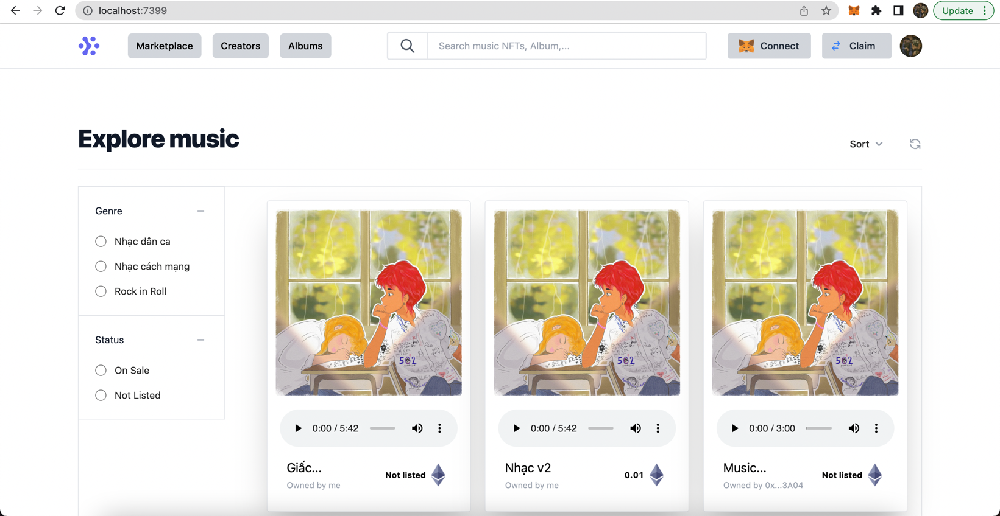 localhost:7399
Update
Marketplace
Creators
Albums
Search music NFTs, Album,...
Connect
Claim
Explore music
Sort
Genre
Nhạc dân ca
Nhạc cách mạng
Rock in Roll
Status
On Sale
Not Listed
502
502
502
0:00 / 5:42
0:00 / 5:42
0:00 / 3:00
Giấc...
Not listed
Owned by me
Nhạc v2
0.01
Owned by me
Music...
Not listed
Owned by 0x...3A04